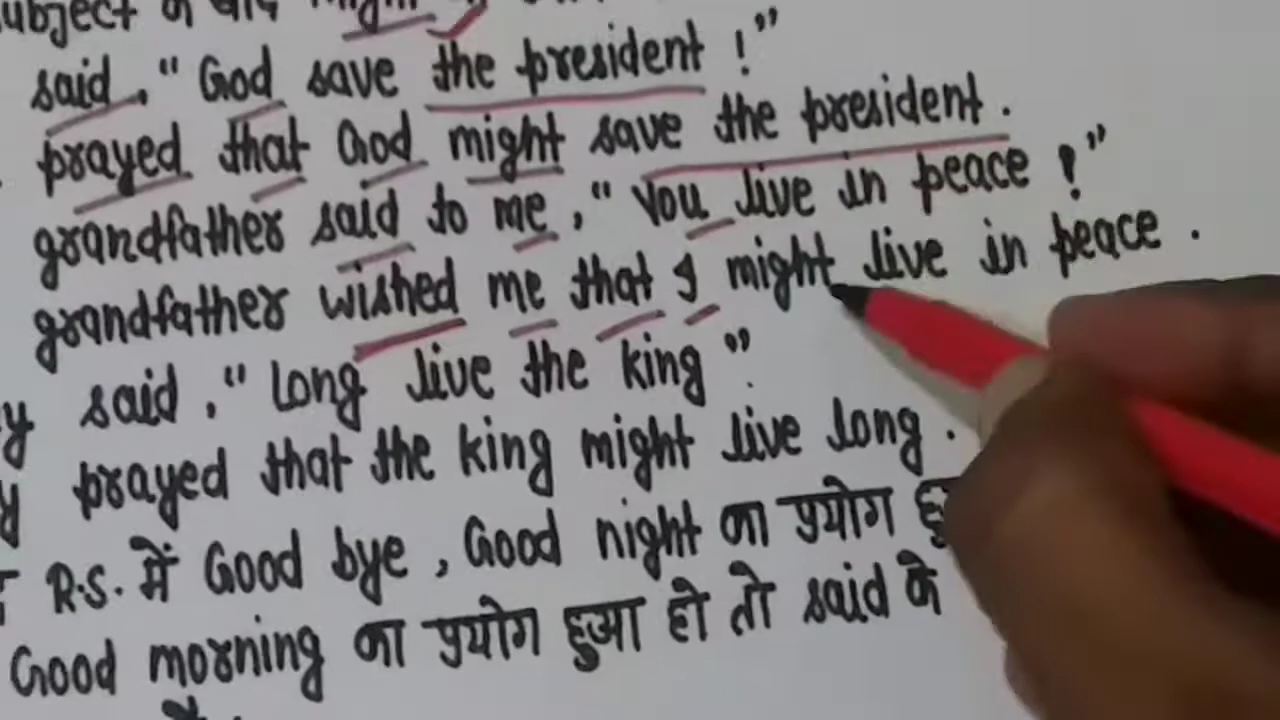 subject के बाद might
said, “God save the president !”
prayed that God might save the president.
grandfather said to me, “You live in peace !”
grandfather wished me that I might live in peace.
y said, “Long live the king”.
y prayed that the king might live long.
R.S. में Good bye, Good night का प्रयोग
Good morning का प्रयोग हुआ हो तो said के